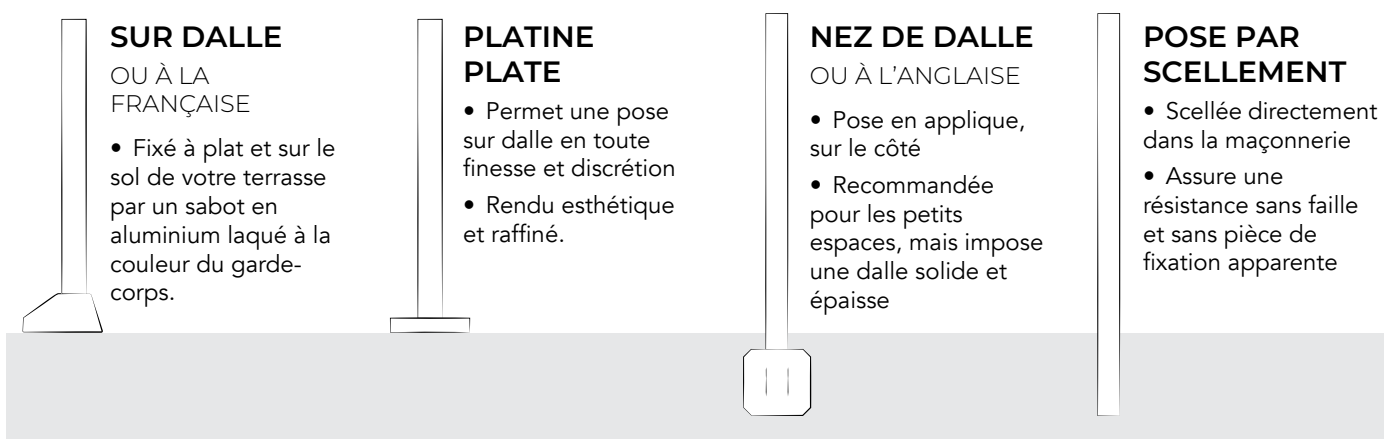 SUR DALLE
OU À LA
FRANÇAISE
• Fixé à plat et sur le
sol de votre terrasse
par un sabot en
aluminium laqué à la
couleur du garde-
corps.
PLATINE
PLATE
• Permet une pose
sur dalle en toute
finesse et discrétion
• Rendu esthétique
et raffiné.
NEZ DE DALLE
OU À L’ANGLAISE
• Pose en applique,
sur le côté
• Recommandée
pour les petits
espaces, mais impose
une dalle solide et
épaisse
POSE PAR
SCELLEMENT
• Scellée directement
dans la maçonnerie
• Assure une
résistance sans faille
et sans pièce de
fixation apparente